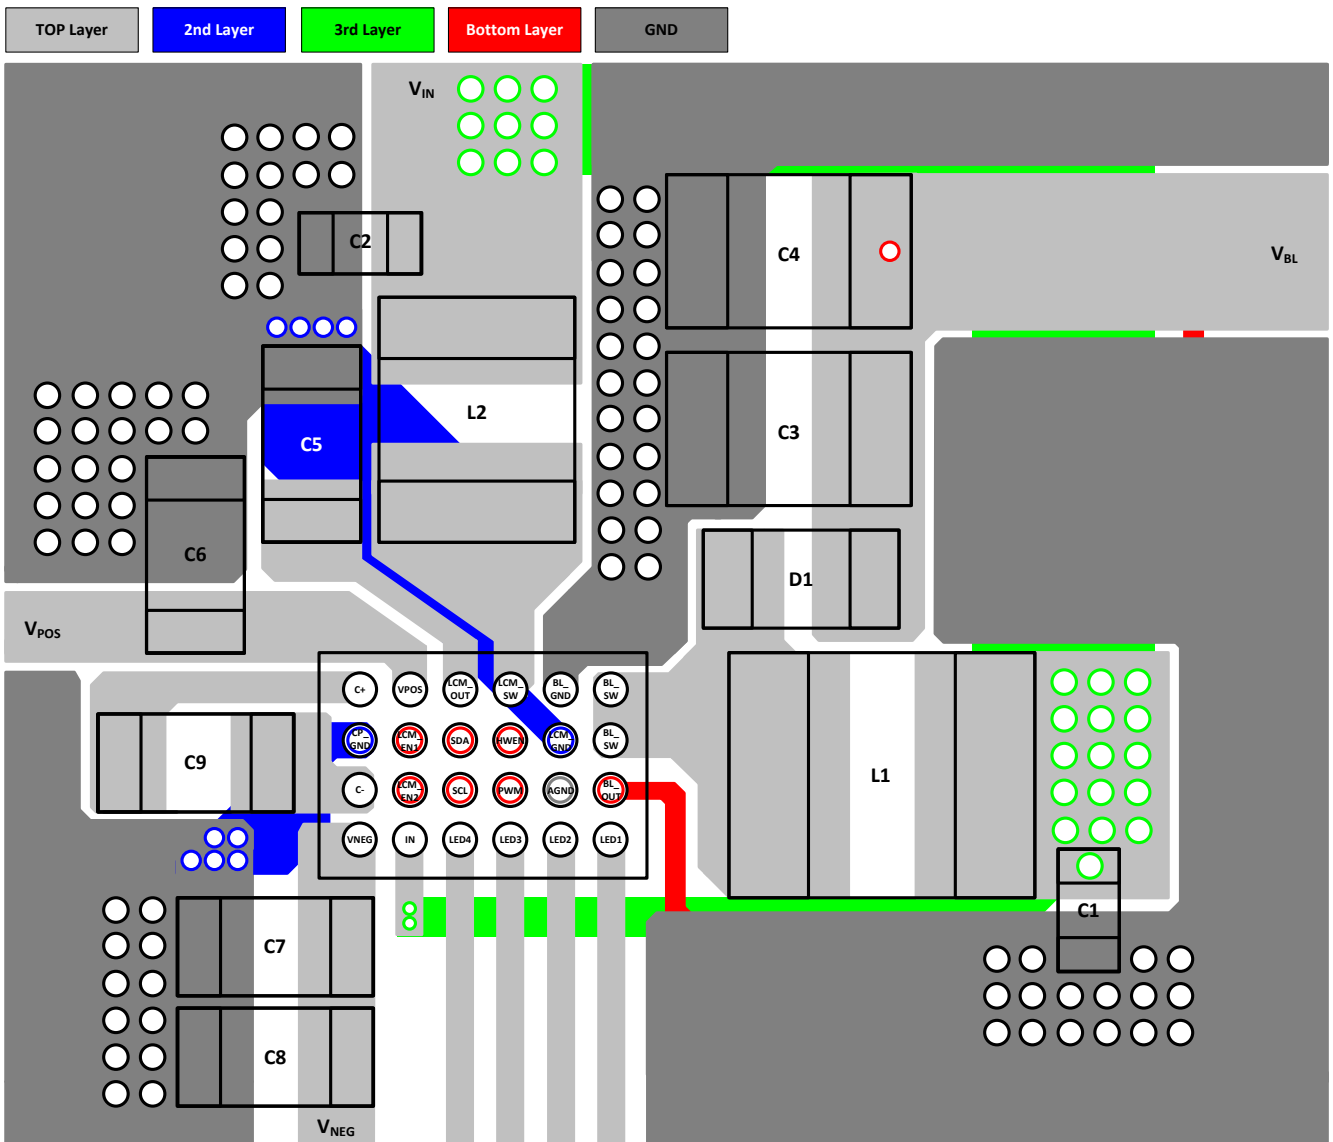 TOP Layer 2nd Layer 3rd Layer Bottom Layer GND
VIN
C2
C4
VBL
L2
C3
C5
C6
D1
VPOS
C+ VPOS LCM_OUT LCM_SW BL_GND BL_SW
CP_GND LCM_EN1 SDA HWEN LCM_GND BL_SW
C9
L1
C- LCM_EN2 SCL PWM AGND BL_OUT
VNEG IN LED4 LED3 LED2 LED1
C1
C7
C8
VNEG